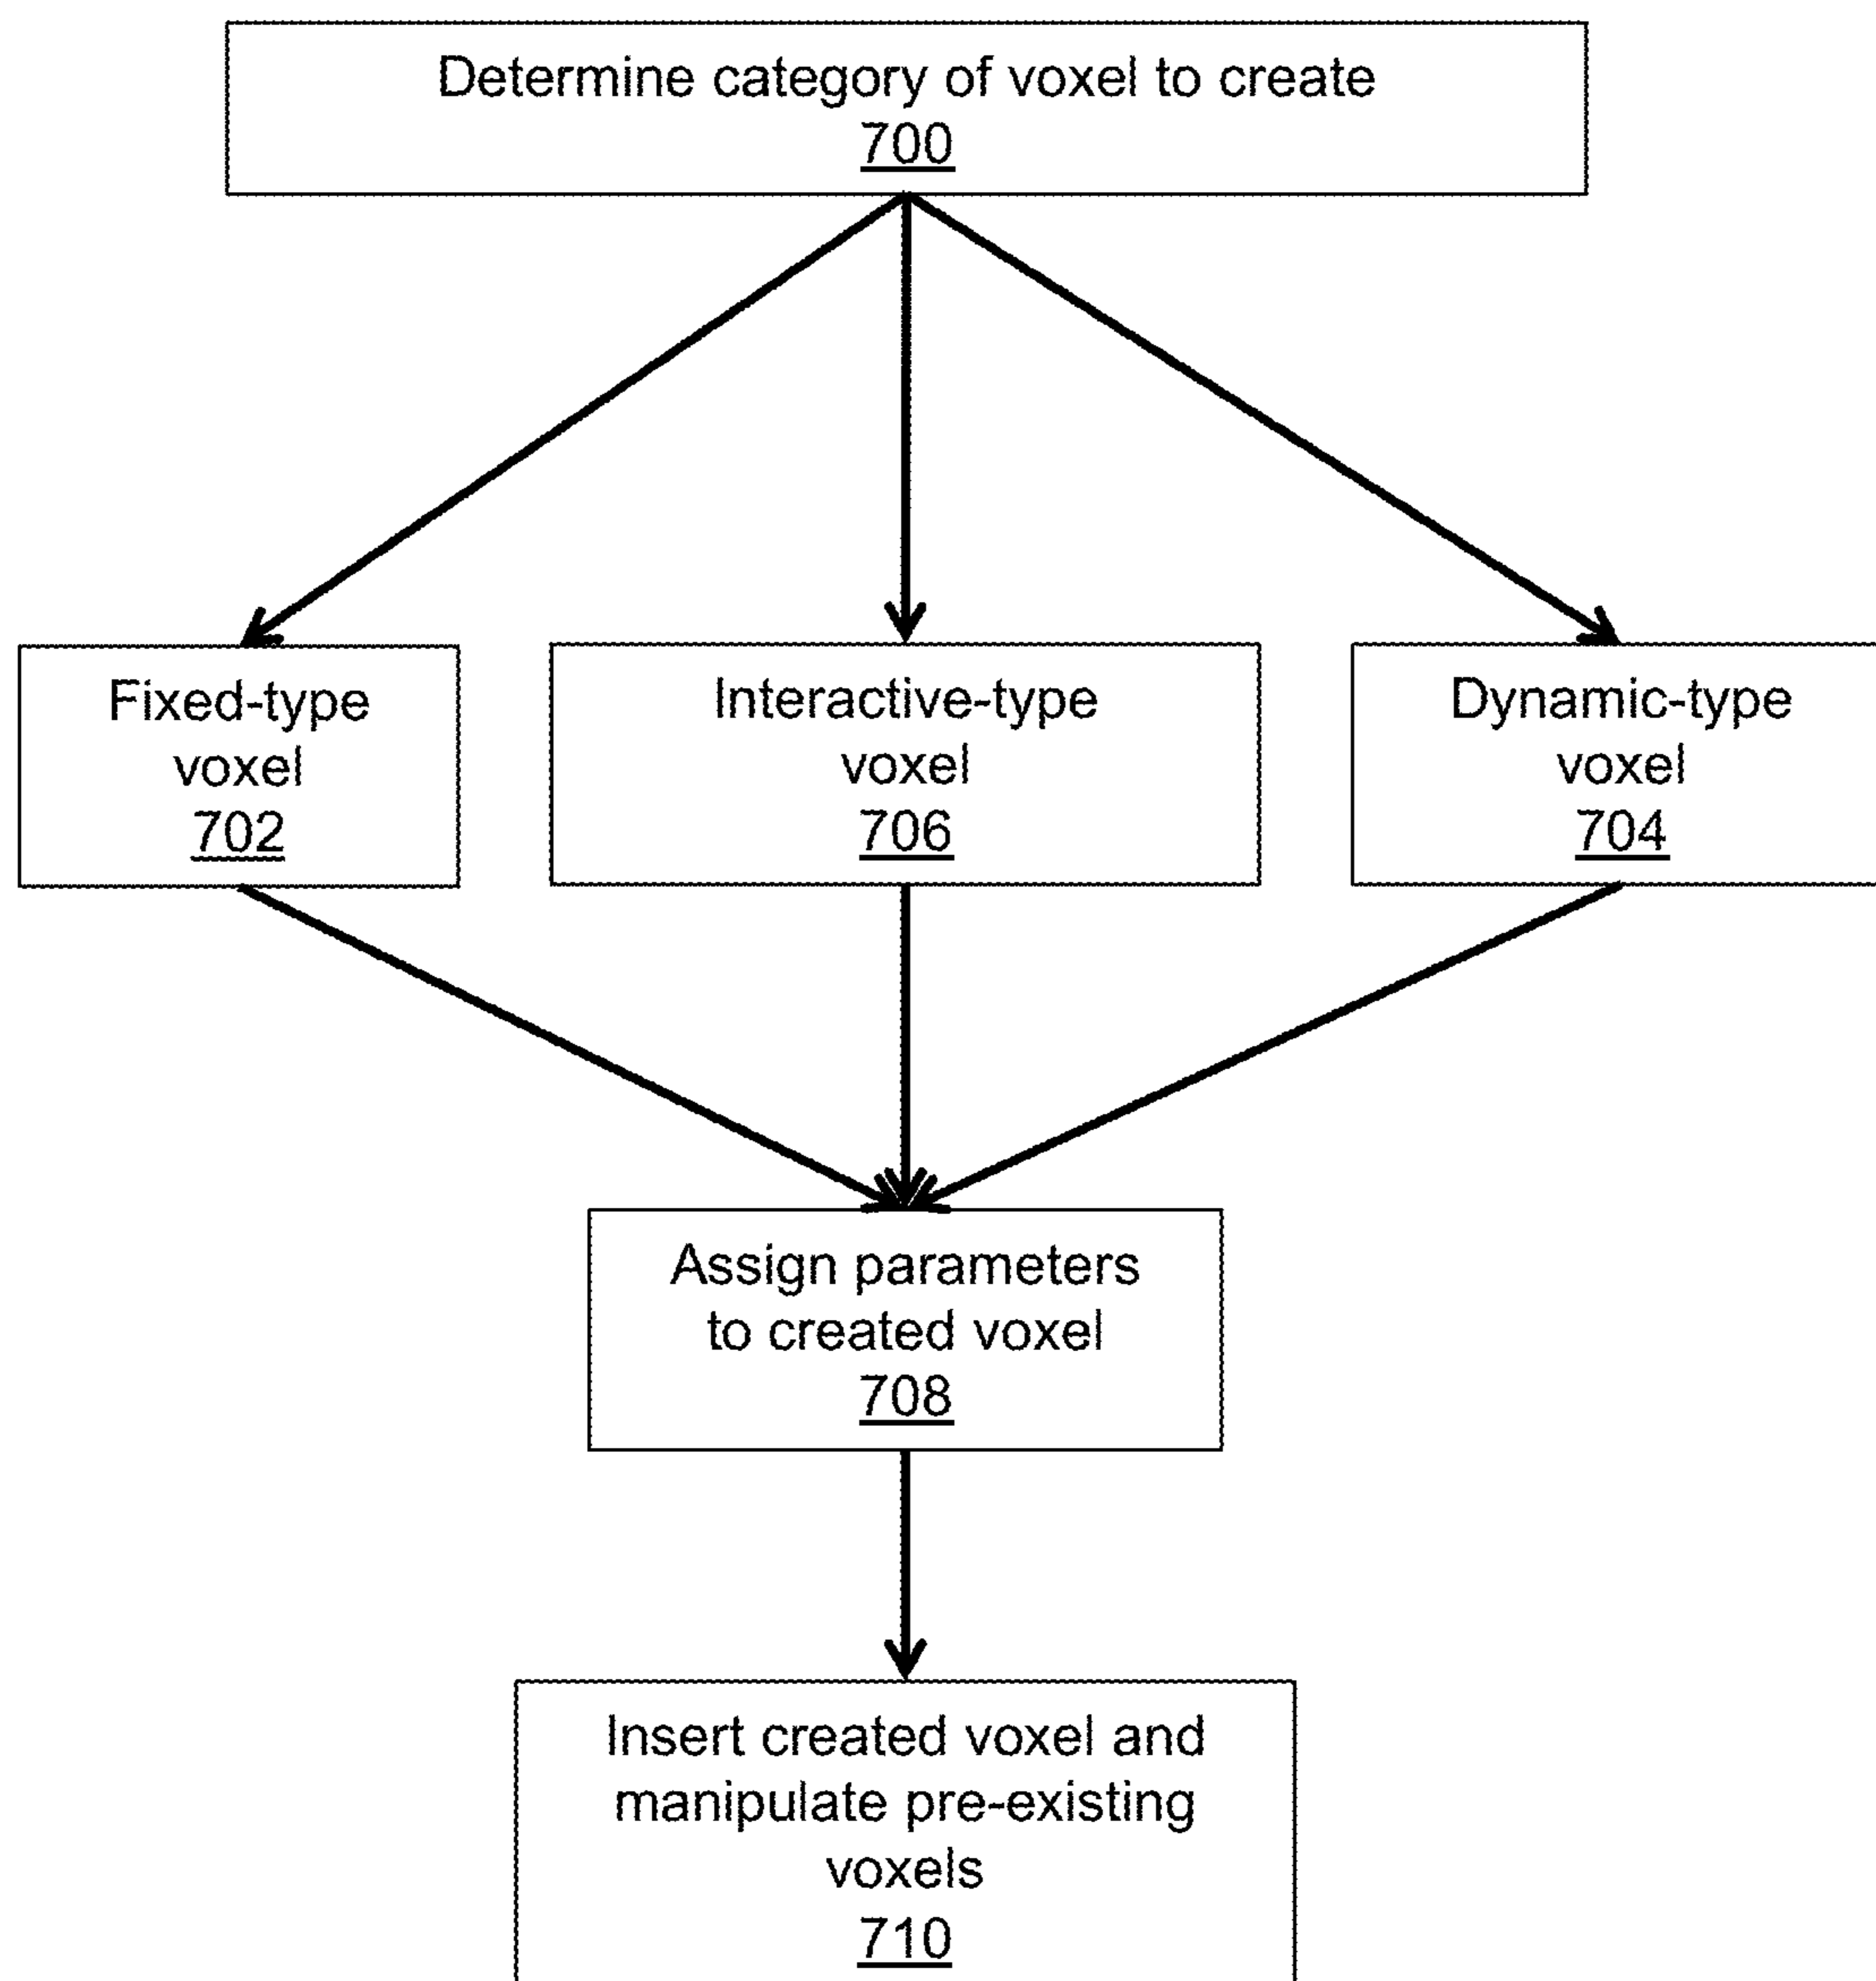 Determine category of voxel to create
700
Fixed-type
voxel
702
Interactive-type
voxel
706
Dynamic-type
voxel
704
Assign parameters
to created voxel
708
Insert created voxel and
manipulate pre-existing
voxels
710